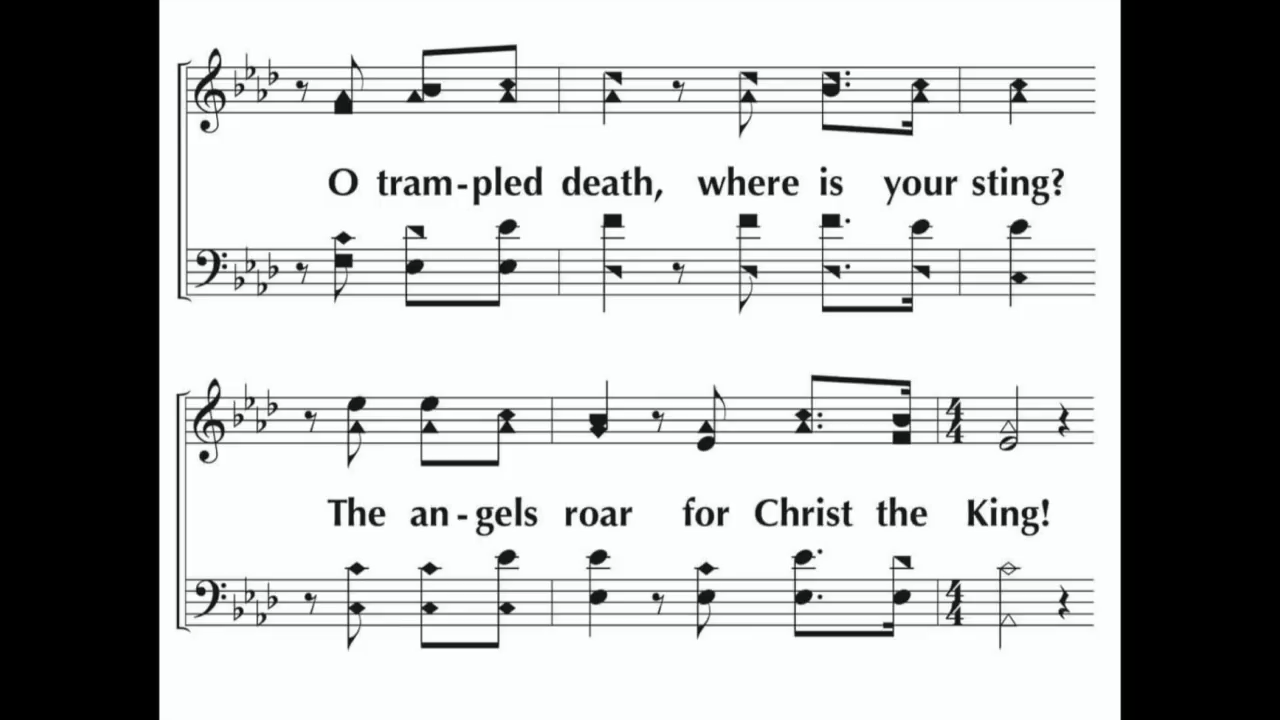 O tram-pled death, where is your sting?
The an-gels roar for Christ the King!